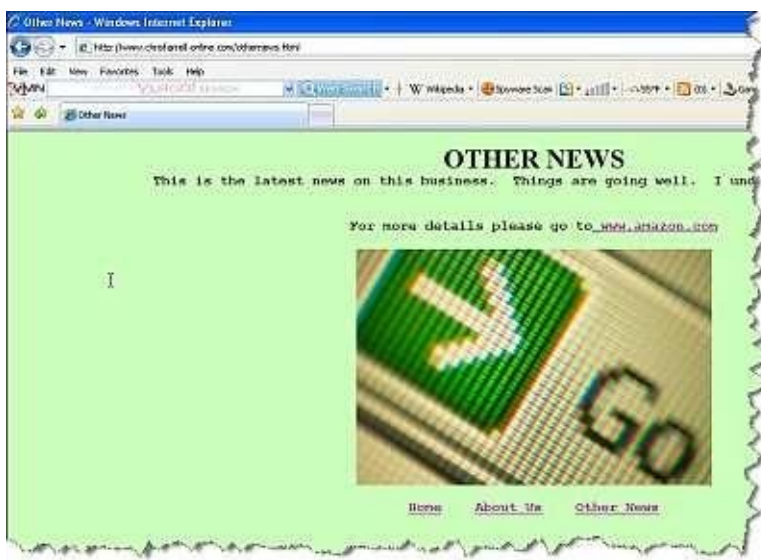 Other News - Windows Internet Explorer
File Edit View Favorites Tools Help
W Wikipedia Spyware Scan
Other News
OTHER NEWS
This is the latest news on this business. Things are going well. I und
For more details please go to www.amazon.com
Go
Home About Us Other News